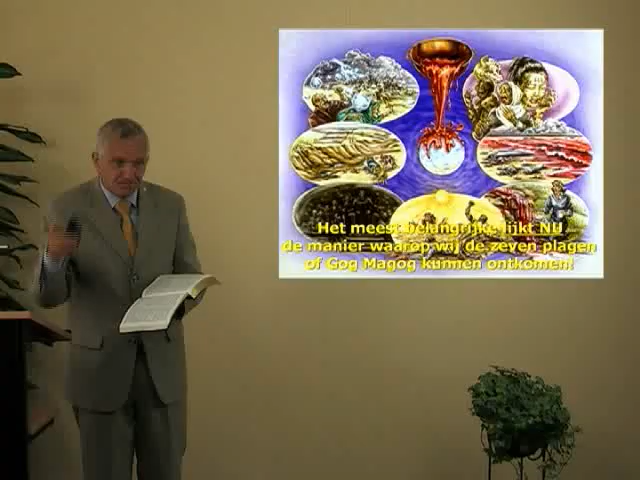 Het meest belangrijke lijkt NU
de manier waarop wij de zeven plagen
of Gog Magog kunnen ontkomen!